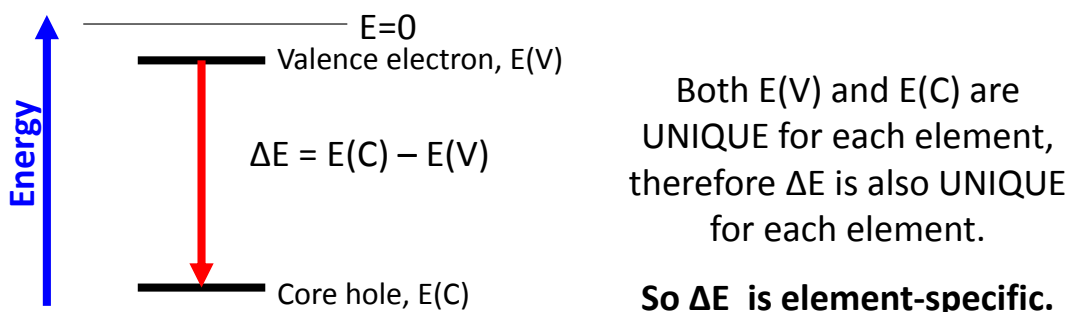 E=0
Valence electron, E(V)
Energy
ΔE = E(C) – E(V)
Core hole, E(C)
Both E(V) and E(C) are
UNIQUE for each element,
therefore ΔE is also UNIQUE
for each element.
So ΔE is element-specific.